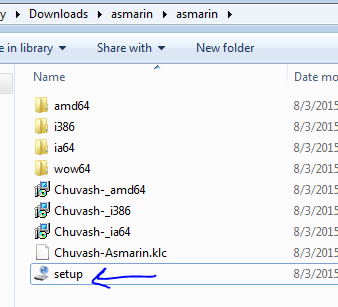 y ▸ Downloads ▸ asmarin ▸ asmarin ▸
e in library ▾ Share with ▾ New folder
Name Date mo
amd64 8/3/2015
i386 8/3/2015
ia64 8/3/2015
wow64 8/3/2015
Chuvash-_amd64 8/3/2015
Chuvash-_i386 8/3/2015
Chuvash-_ia64 8/3/2015
Chuvash-Asmarin.klc 8/3/2015
setup 8/3/2015